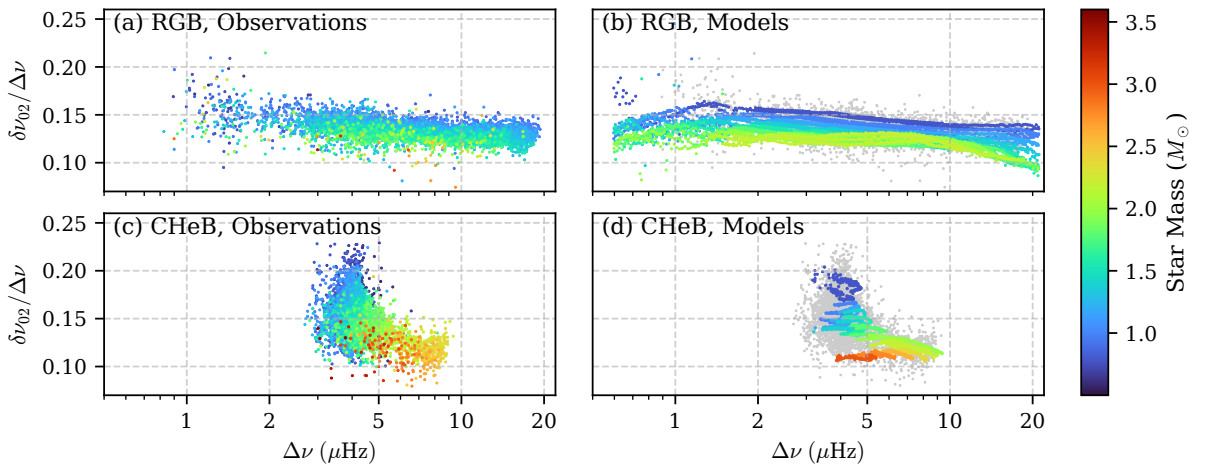 (a) RGB, Observations
(b) RGB, Models
0.25
0.20
0.15
0.10
δν02/Δν
(c) CHeB, Observations
(d) CHeB, Models
0.25
0.20
0.15
0.10
δν02/Δν
1 2 5 10 20
1 2 5 10 20
Δν (μHz)
Δν (μHz)
3.5
3.0
2.5
2.0
1.5
1.0
Star Mass (M⊙)